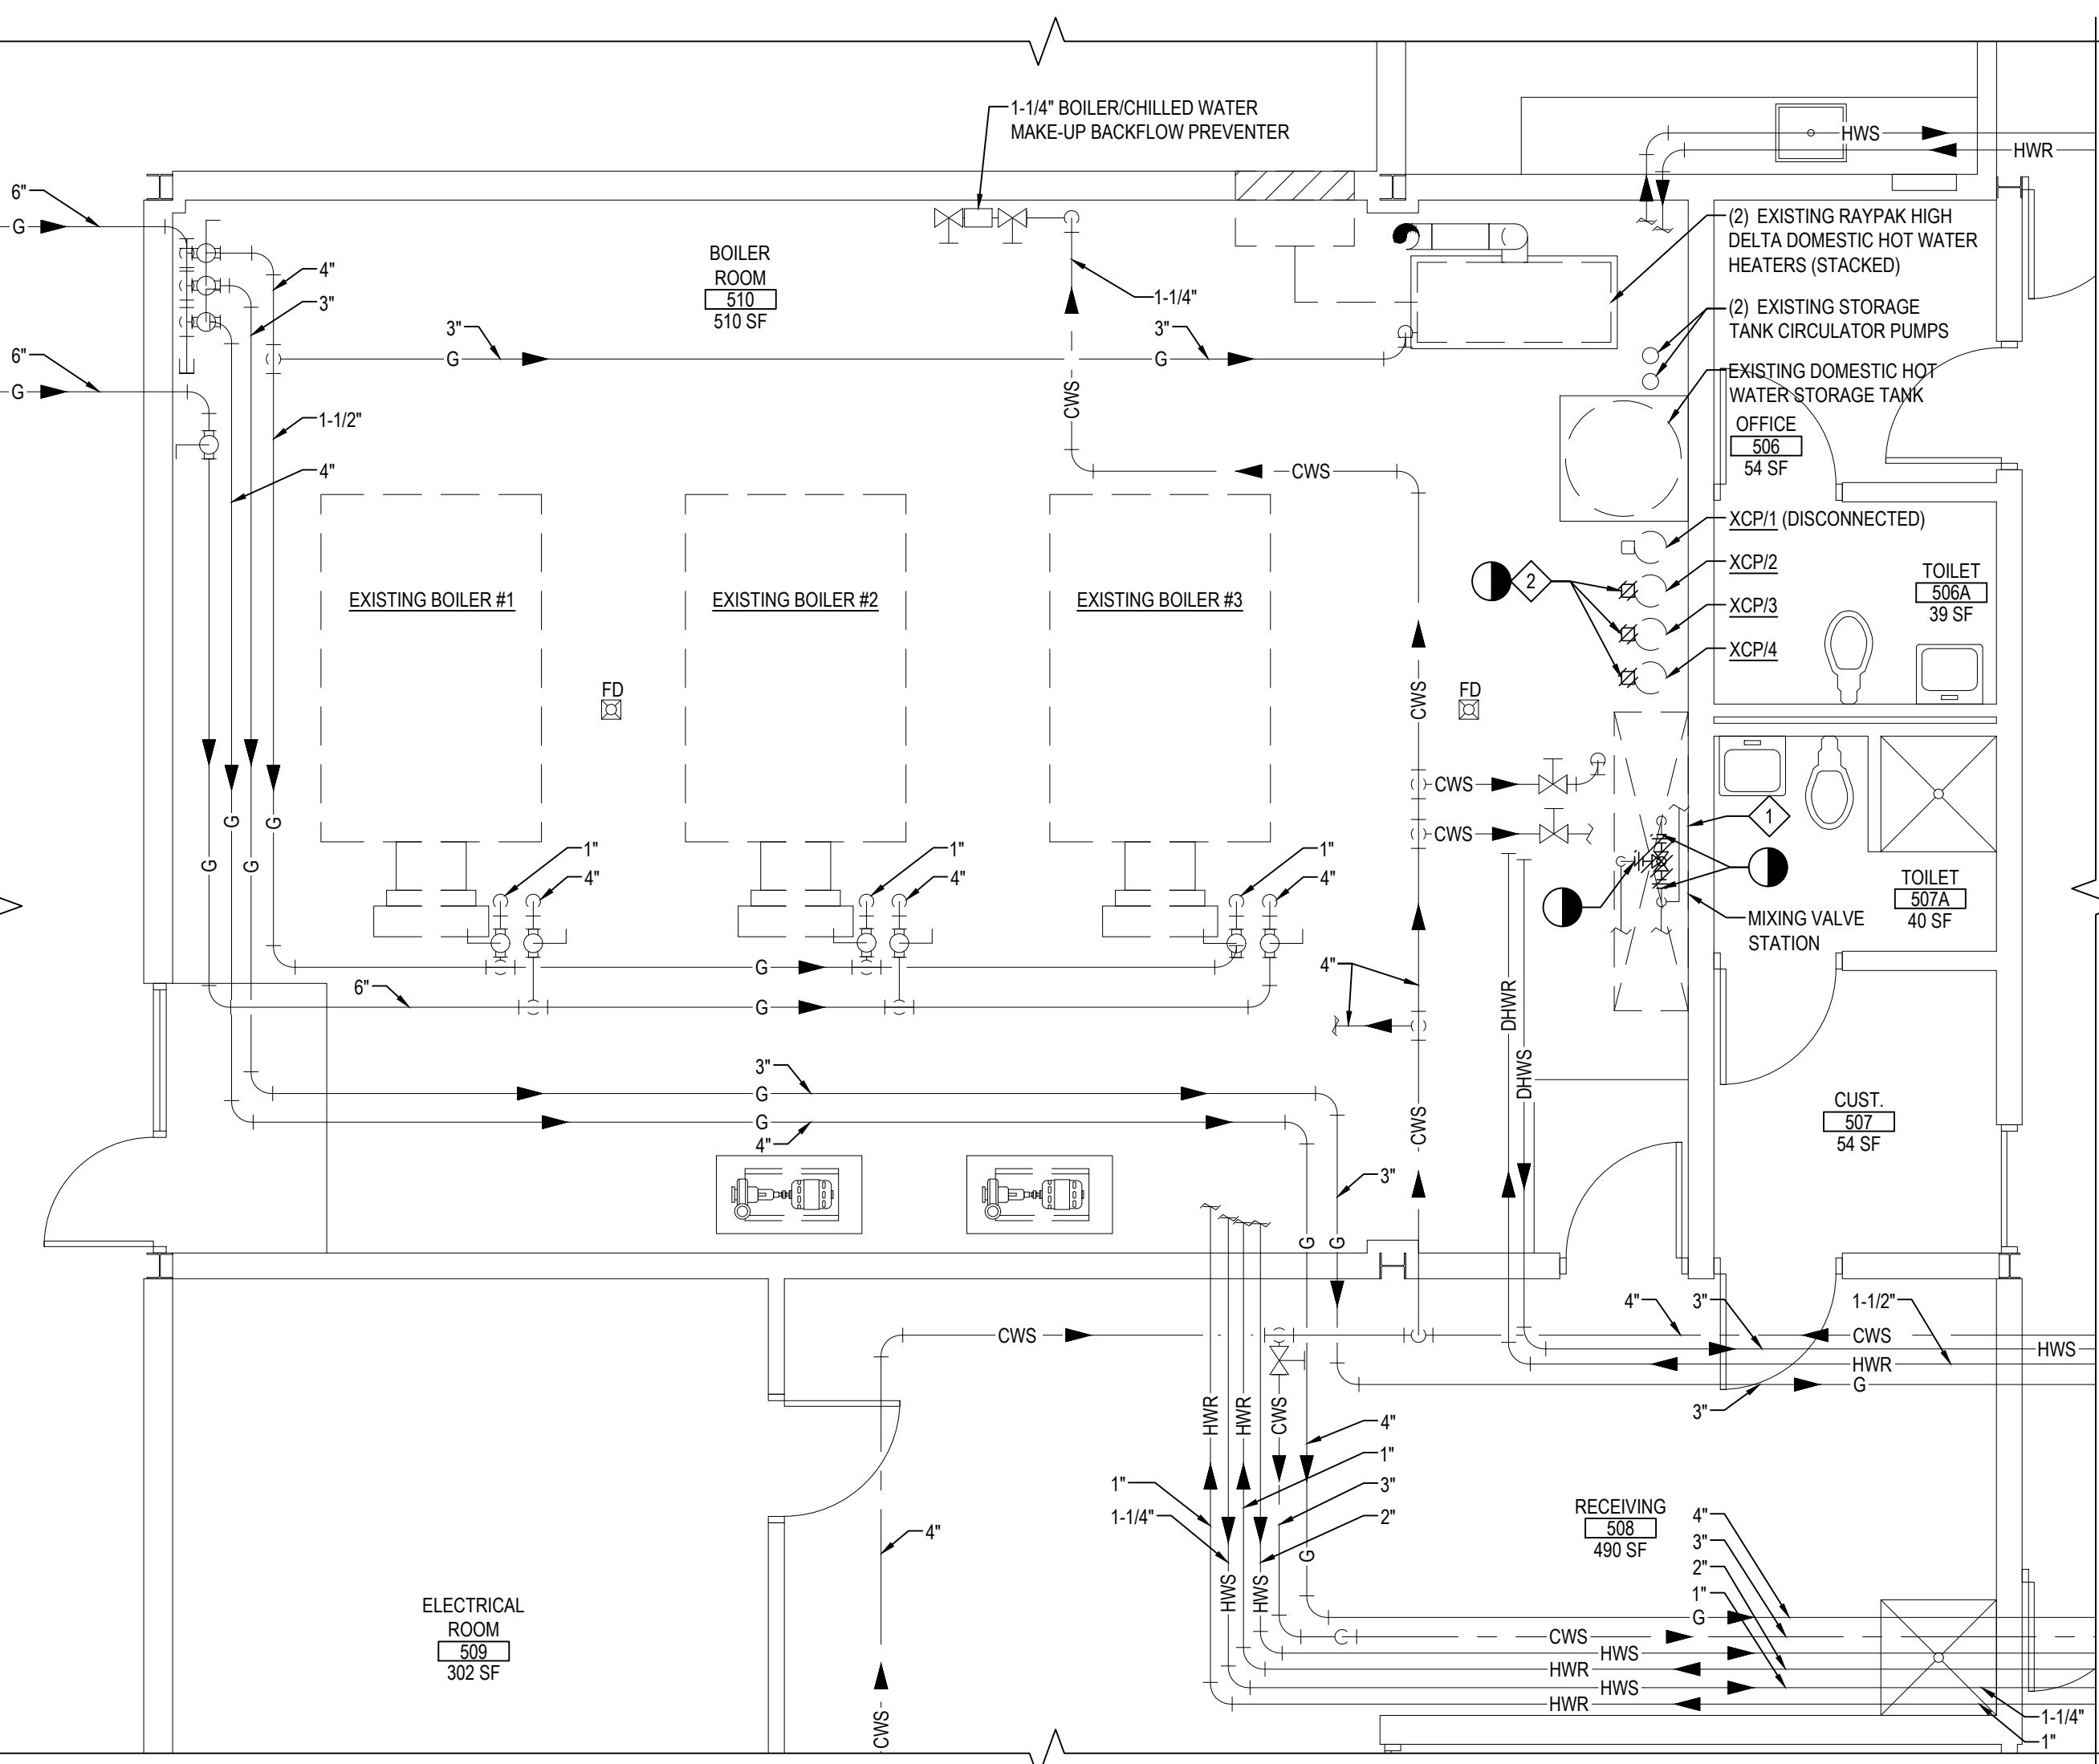 1-1/4" BOILER/CHILLED WATER
MAKE-UP BACKFLOW PREVENTER
HWS
HWR
6"
G
BOILER
ROOM
510
510 SF
4"
3"
1-1/4"
3"
G
3"
G
(2) EXISTING RAYPAK HIGH
DELTA DOMESTIC HOT WATER
HEATERS (STACKED)
(2) EXISTING STORAGE
TANK CIRCULATOR PUMPS
EXISTING DOMESTIC HOT
WATER STORAGE TANK
6"
G
CWS
1-1/2"
4"
CWS
OFFICE
506
54 SF
XCP/1 (DISCONNECTED)
XCP/2
XCP/3
XCP/4
2
TOILET
506A
39 SF
EXISTING BOILER #1
EXISTING BOILER #2
EXISTING BOILER #3
FD
FD
CWS
CWS
CWS
1
G
G
G
G
1"
4"
1"
4"
1"
4"
TOILET
507A
40 SF
MIXING VALVE
STATION
G
6"
G
4"
DHWR
DHWS
3"
G
G
4"
CWS
CUST.
507
54 SF
3"
G
G
4"
3"
1-1/2"
CWS
CWS
HWS
HWR
G
3"
HWR
HWR
CWS
4"
1"
3"
2"
1"
1-1/4"
4"
RECEIVING
508
490 SF
4"
3"
2"
1"
G
HWS
HWS
ELECTRICAL
ROOM
509
302 SF
G
CWS
HWS
HWR
HWS
HWR
1-1/4"
1"
CWS